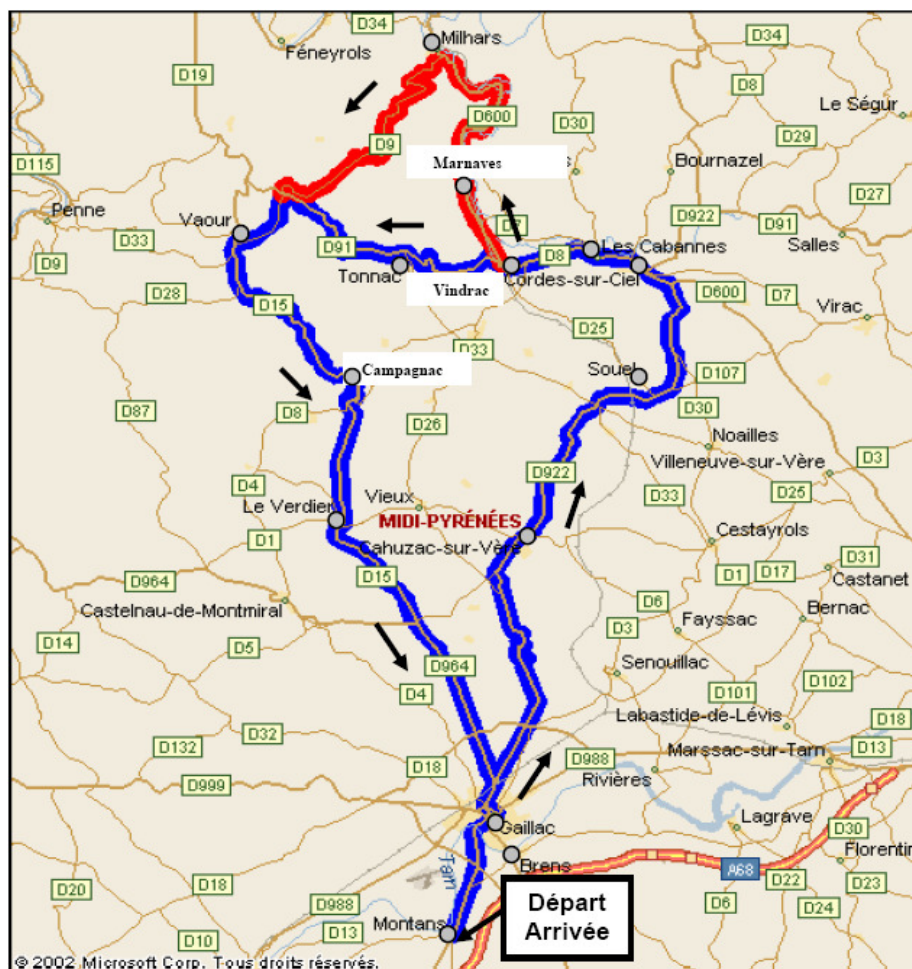 D34
Milhars
D34
Féneyrols
D19
D8
Le Ségur
D600
D30
D9
D29
D115
Marnaves
s
Bournazel
D27
Penne
Vaour
D922
D91
D7
Salles
D33
D91
D8
Les Cabannes
D9
Tonnac
Vindrac
Cordes-sur-Ciel
D28
D600
D7
D15
Virac
D25
D33
Campagnac
Souel
D107
D8
D30
D87
D26
Noailles
D922
Villeneuve-sur-Vère
D3
D4
Vieux
D33
D25
Le Verdier
MIDI-PYRÉNÉES
D1
Cahuzac-sur-Vère
Cestayrols
D31
D964
D15
D1
D17
Castanet
Castelnau-de-Montmiral
D6
Bernac
D14
D5
D3
Fayssac
D964
Senouillac
D4
D101
D102
D32
Labastide-de-Lévis
D18
D132
D18
D988
Marssac-sur-Tarn
D13
D999
Rivières
Gaillac
Lagrave
D30
Brens
Florentin
Tarn
A68
D20
D18
D22
D23
D988
Départ
D6
D24
Montans
Arrivée
D10
D13
© 2002 Microsoft Corp. Tous droits réservés.